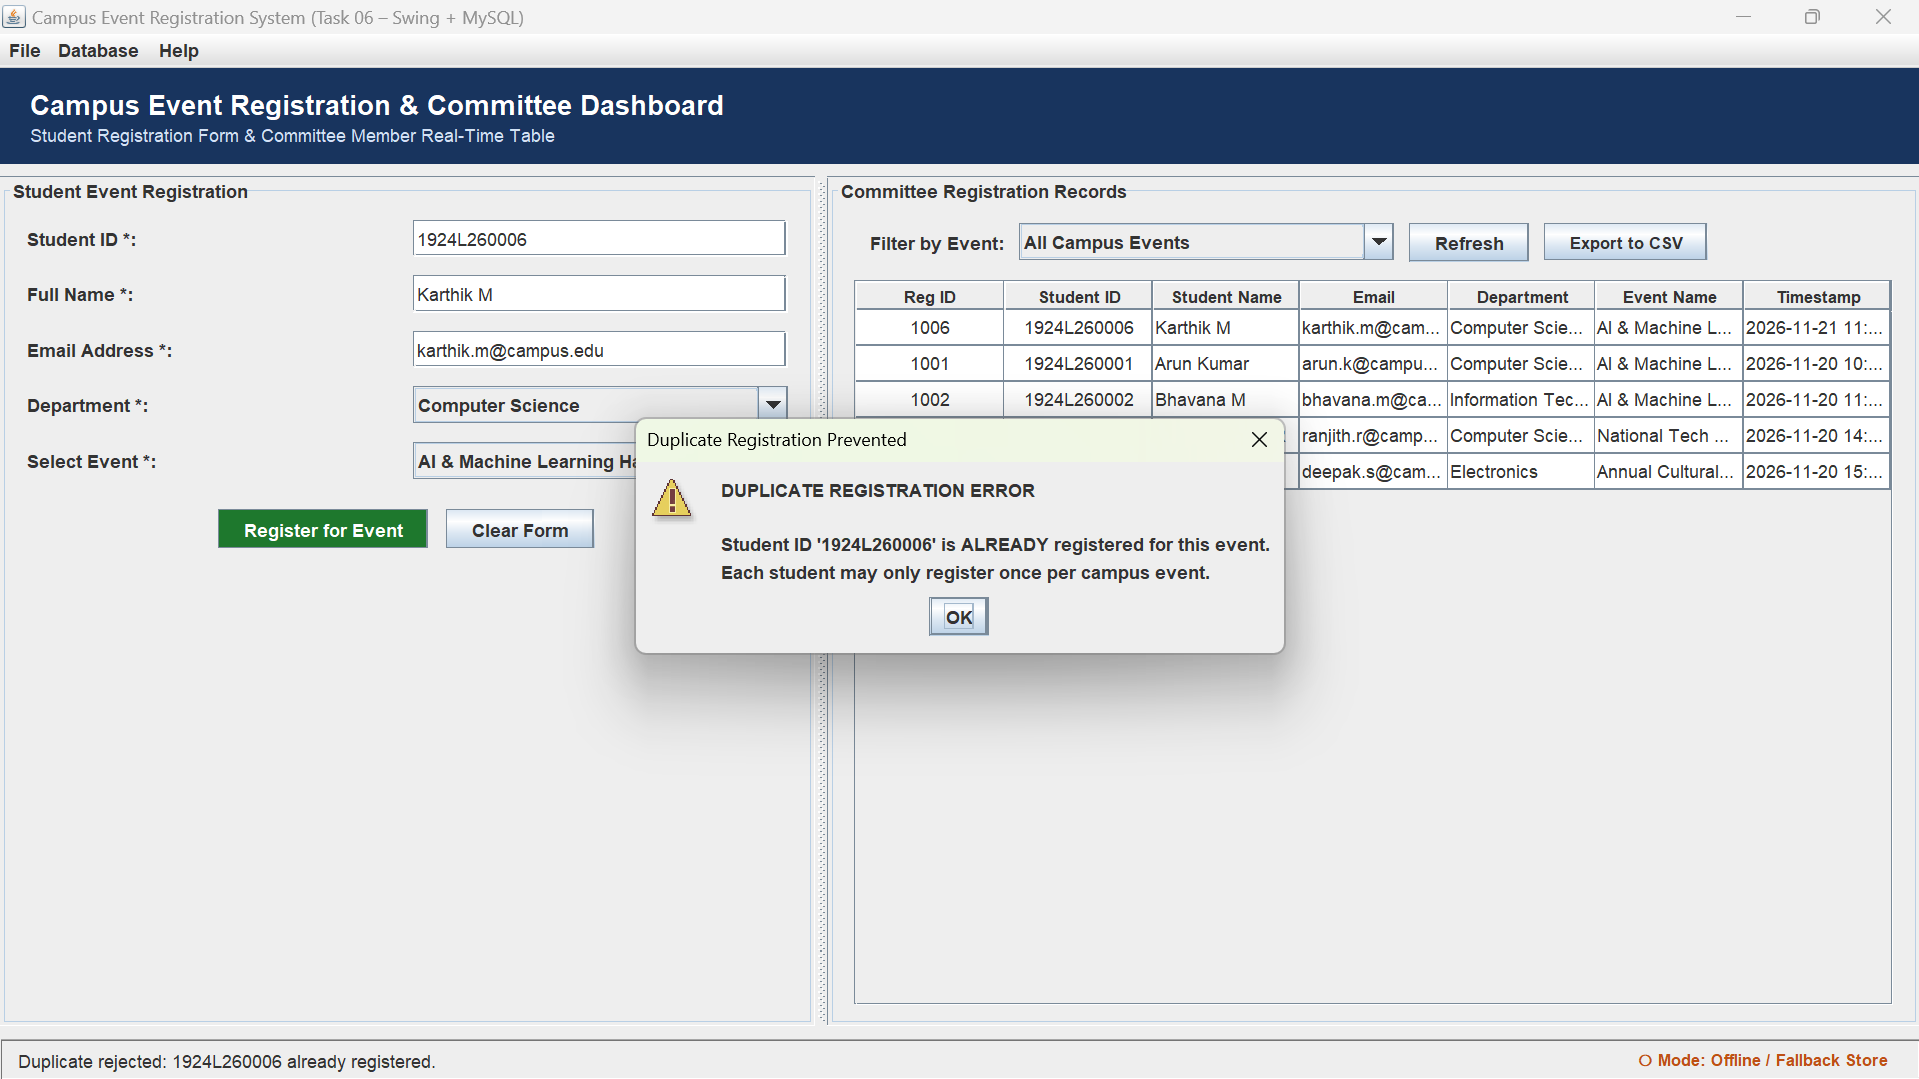 Campus Event Registration System (Task 06 – Swing + MySQL)
File Database Help
Campus Event Registration & Committee Dashboard
Student Registration Form & Committee Member Real-Time Table
Student Event Registration
Student ID *: 1924L260006
Full Name *: Karthik M
Email Address *: karthik.m@campus.edu
Department *: Computer Science
Select Event *: AI & Machine Learning
Register for Event Clear Form
Committee Registration Records
Filter by Event: All Campus Events Refresh Export to CSV
Reg ID Student ID Student Name Email Department Event Name Timestamp
1006 1924L260006 Karthik M karthik.m@cam... Computer Scie... AI & Machine L... 2026-11-21 11:...
1001 1924L260001 Arun Kumar arun.k@campu... Computer Scie... AI & Machine L... 2026-11-20 10:...
1002 1924L260002 Bhavana M bhavana.m@ca... Information Tec... AI & Machine L... 2026-11-20 11:...
ranjith.r@camp... Computer Scie... National Tech ... 2026-11-20 14:...
deepak.s@cam... Electronics Annual Cultural... 2026-11-20 15:...
Duplicate Registration Prevented
DUPLICATE REGISTRATION ERROR
Student ID '1924L260006' is ALREADY registered for this event.
Each student may only register once per campus event.
OK
Duplicate rejected: 1924L260006 already registered.
Mode: Offline / Fallback Store